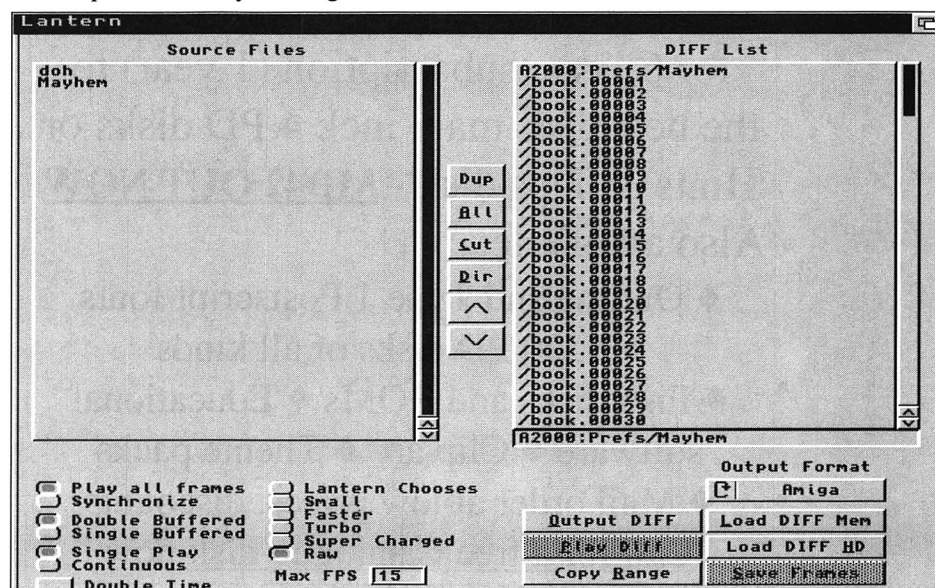 Lantern
Source Files
doh
Mayhem
Dup
All
Cut
Dir
DIFF List
A2000:Prefs/Mayhem
/book.00001
/book.00002
/book.00003
/book.00004
/book.00005
/book.00006
/book.00007
/book.00008
/book.00009
/book.00010
/book.00011
/book.00012
/book.00013
/book.00014
/book.00015
/book.00016
/book.00017
/book.00018
/book.00019
/book.00020
/book.00021
/book.00022
/book.00023
/book.00024
/book.00025
/book.00026
/book.00027
/book.00028
/book.00029
/book.00030
A2000:Prefs/Mayhem
Play all frames
Synchronize
Double Buffered
Single Buffered
Single Play
Continuous
Double Time
Lantern Chooses
Small
Faster
Turbo
Super Charged
Raw
Max FPS 15
Output Format
Amiga
Output DIFF
Load DIFF Mem
Play Diff
Load DIFF HD
Copy Range
Save Frames